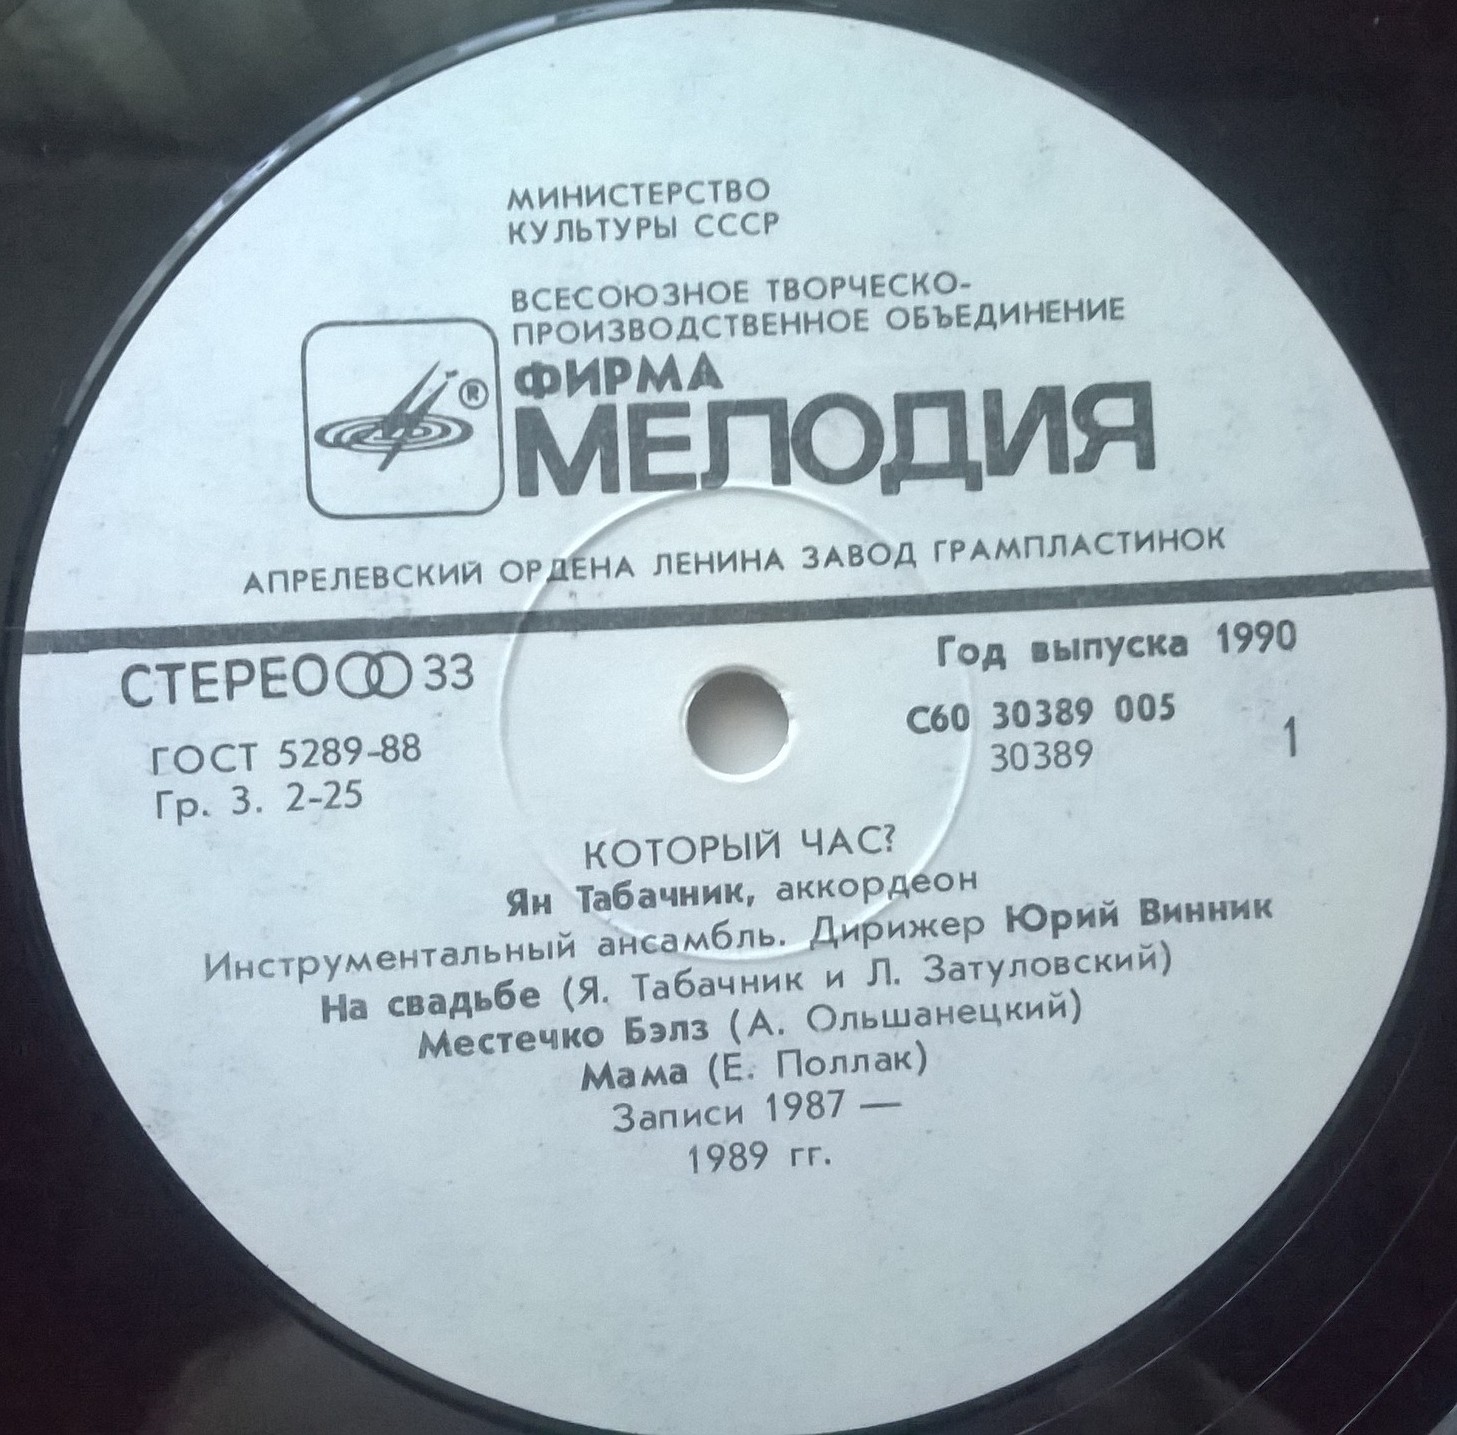 МИНИСТЕРСТВО
КУЛЬТУРЫ СССР
ВСЕСОЮЗНОЕ ТВОРЧЕСКО-
ПРОИЗВОДСТВЕННОЕ ОБЪЕДИНЕНИЕ
ФИРМА
®
МЕЛОДИЯ
АПРЕЛЕВСКИЙ ОРДЕНА ЛЕНИНА ЗАВОД ГРАМПЛАСТИНОК
СТЕРЕО 33
Год выпуска 1990
ГОСТ 5289-88
С60 30389 005
Гр. 3. 2-25
30389
1
КОТОРЫЙ ЧАС?
Ян Табачник, аккордеон
Инструментальный ансамбль. Дирижер Юрий Винник
На свадьбе (Я. Табачник и Л. Затуловский)
Местечко Бэлз (А. Ольшанецкий)
Мама (Е. Поллак)
Записи 1987 —
1989 гг.